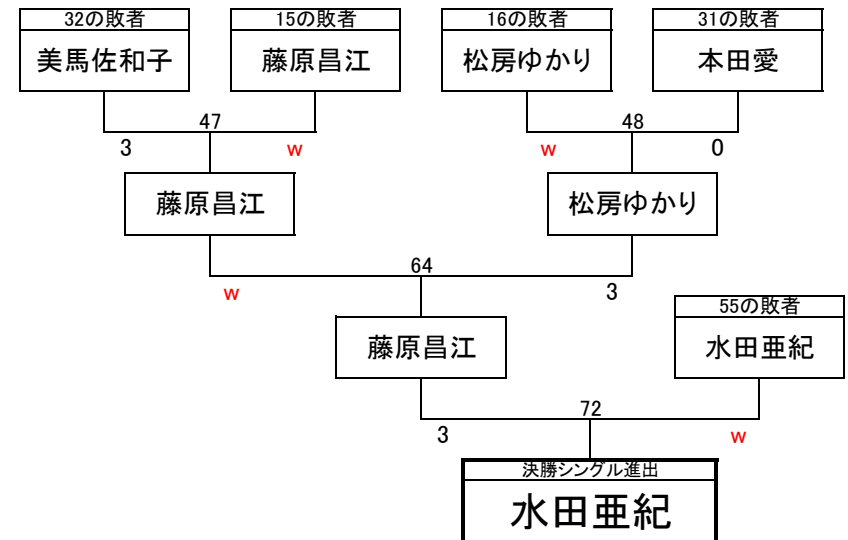 32の敗者 15の敗者 16の敗者 31の敗者
美馬佐和子 藤原昌江 松房ゆかり 本田愛
47 48
3 w w 0
藤原昌江 松房ゆかり
64
w 3
55の敗者
藤原昌江 水田亜紀
72
3 w
決勝シングル進出
水田亜紀